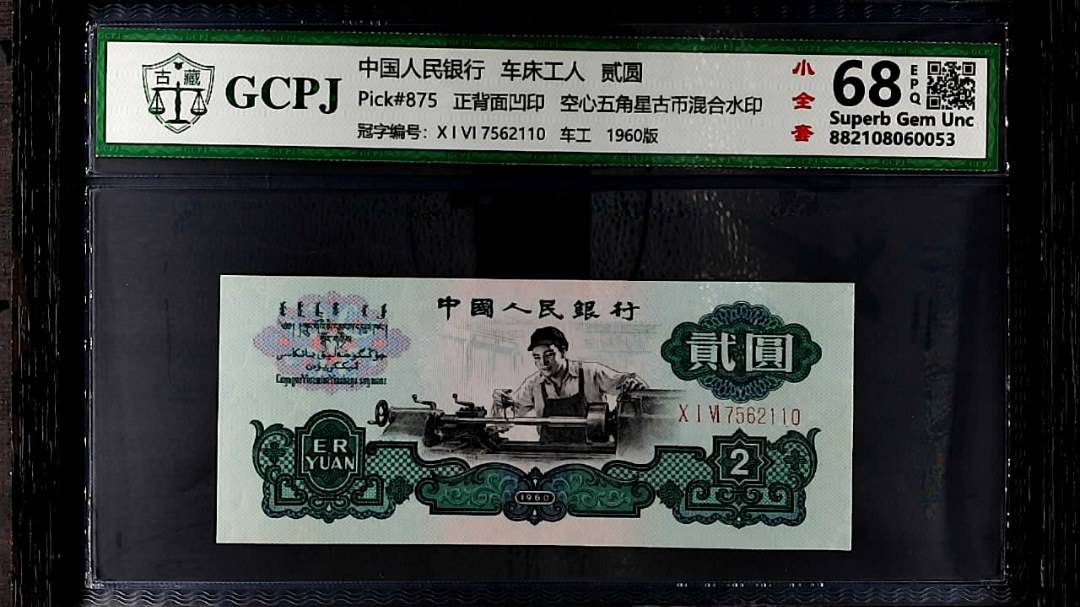 古 藏
GCPJ
中国人民银行 车床工人 贰圆
Pick#875 正背面凹印 空心五角星古币混合水印
冠字编号: X I VI 7562110 车工 1960版
小全套
68 EPQ
Superb Gem Unc
882108060053
中國人民銀行
貳圓
X I VI 7562110
ER
YUAN
1960
2